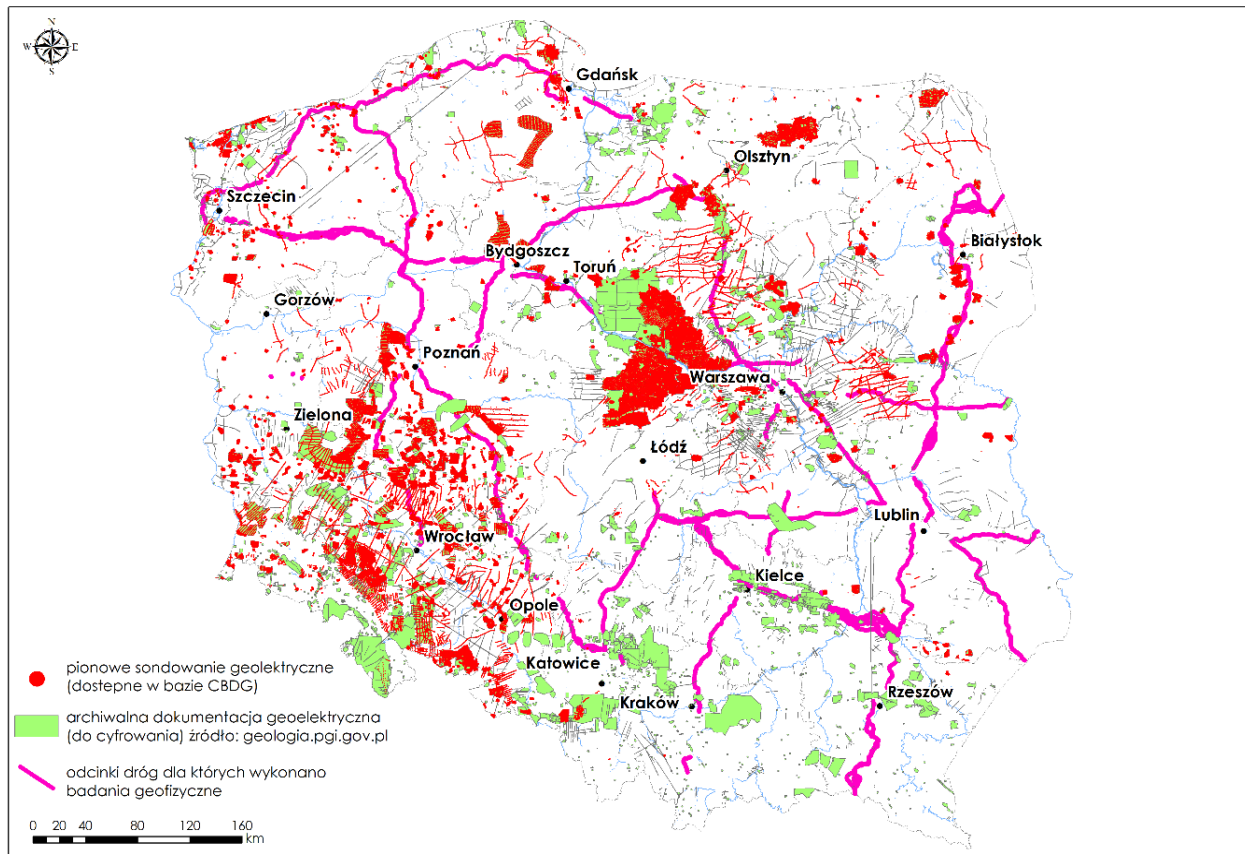 N
W E
S
Gdańsk
Olsztyn
Szczecin
Białystok
Bydgoszcz
Toruń
Gorzów
Poznań
Warszawa
Zielona
Łódź
Lublin
Wrocław
Kielce
Opole
Katowice
Kraków
Rzeszów
pionowe sondowanie geolektryczne
(dostepne w bazie CBDG)
archiwalna dokumentacja geoelektryczna
(do cyfrowania) źródło: geologia.pgi.gov.pl
odcinki dróg dla których wykonano
badania geofizyczne
0 20 40 80 120 160
km